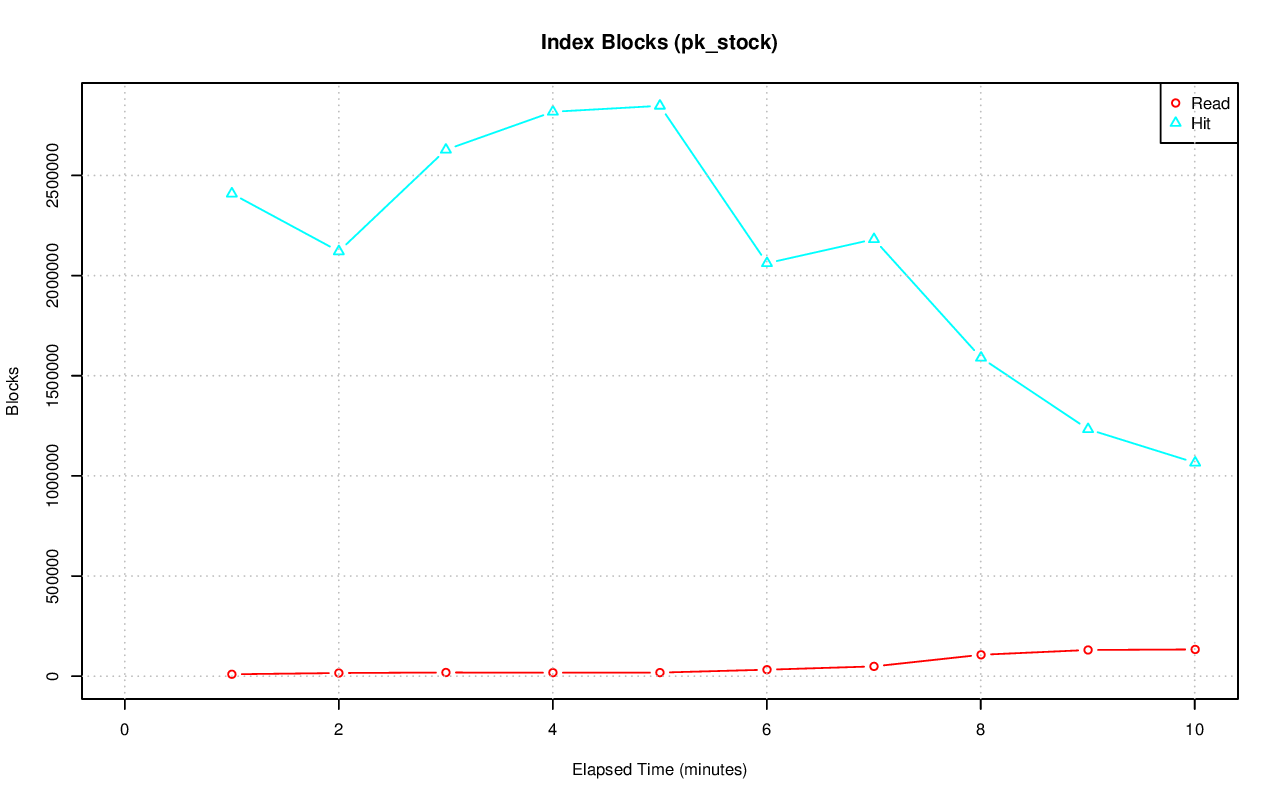 Index Blocks (pk_stock)
Read
Hit
Blocks
2500000
2000000
1500000
1000000
500000
0
0 2 4 6 8 10
Elapsed Time (minutes)